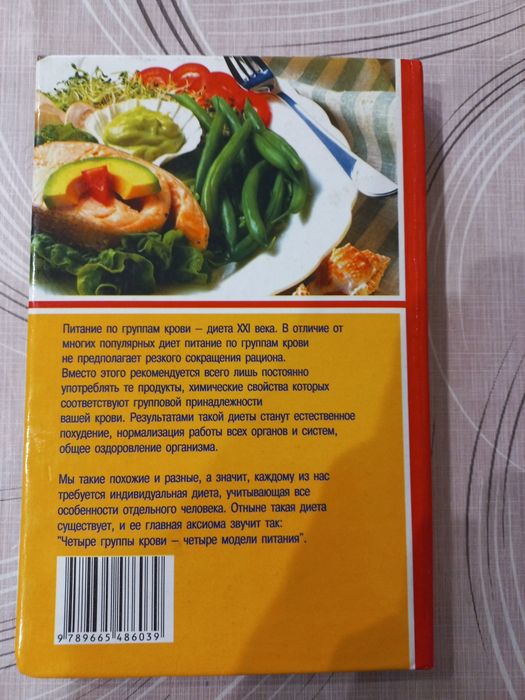 Питание по группам крови – диета XXI века. В отличие от
многих популярных диет питание по группам крови
не предполагает резкого сокращения рациона.
Вместо этого рекомендуется всего лишь постоянно
употреблять те продукты, химические свойства которых
соответствуют групповой принадлежности
вашей крови. Результатами такой диеты станут естественное
похудение, нормализация работы всех органов и систем,
общее оздоровление организма.
Мы такие похожие и разные, а значит, каждому из нас
требуется индивидуальная диета, учитывающая все
особенности отдельного человека. Отныне такая диета
существует, и ее главная аксиома звучит так:
"Четыре группы крови – четыре модели питания".
9 789665 486039